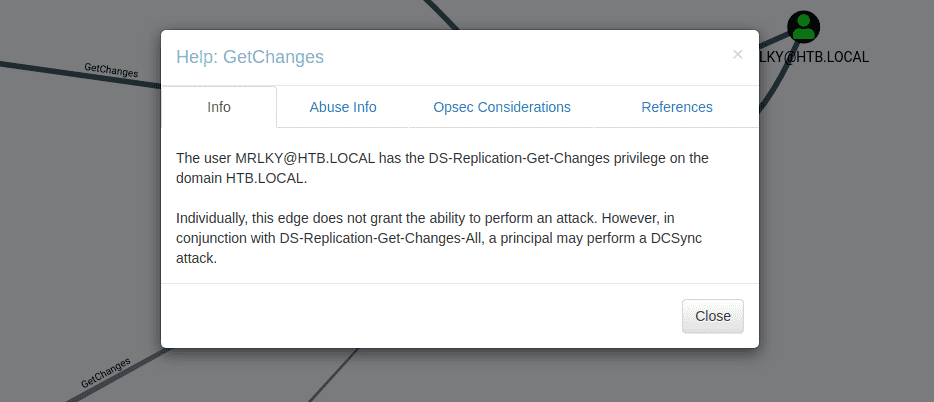 GetChanges
LKY@HTB.LOCAL
Help: GetChanges
×
Info
Abuse Info
Opsec Considerations
References
The user MRLKY@HTB.LOCAL has the DS-Replication-Get-Changes privilege on the
domain HTB.LOCAL.
Individually, this edge does not grant the ability to perform an attack. However, in
conjunction with DS-Replication-Get-Changes-All, a principal may perform a DCSync
attack.
Close
GetChanges